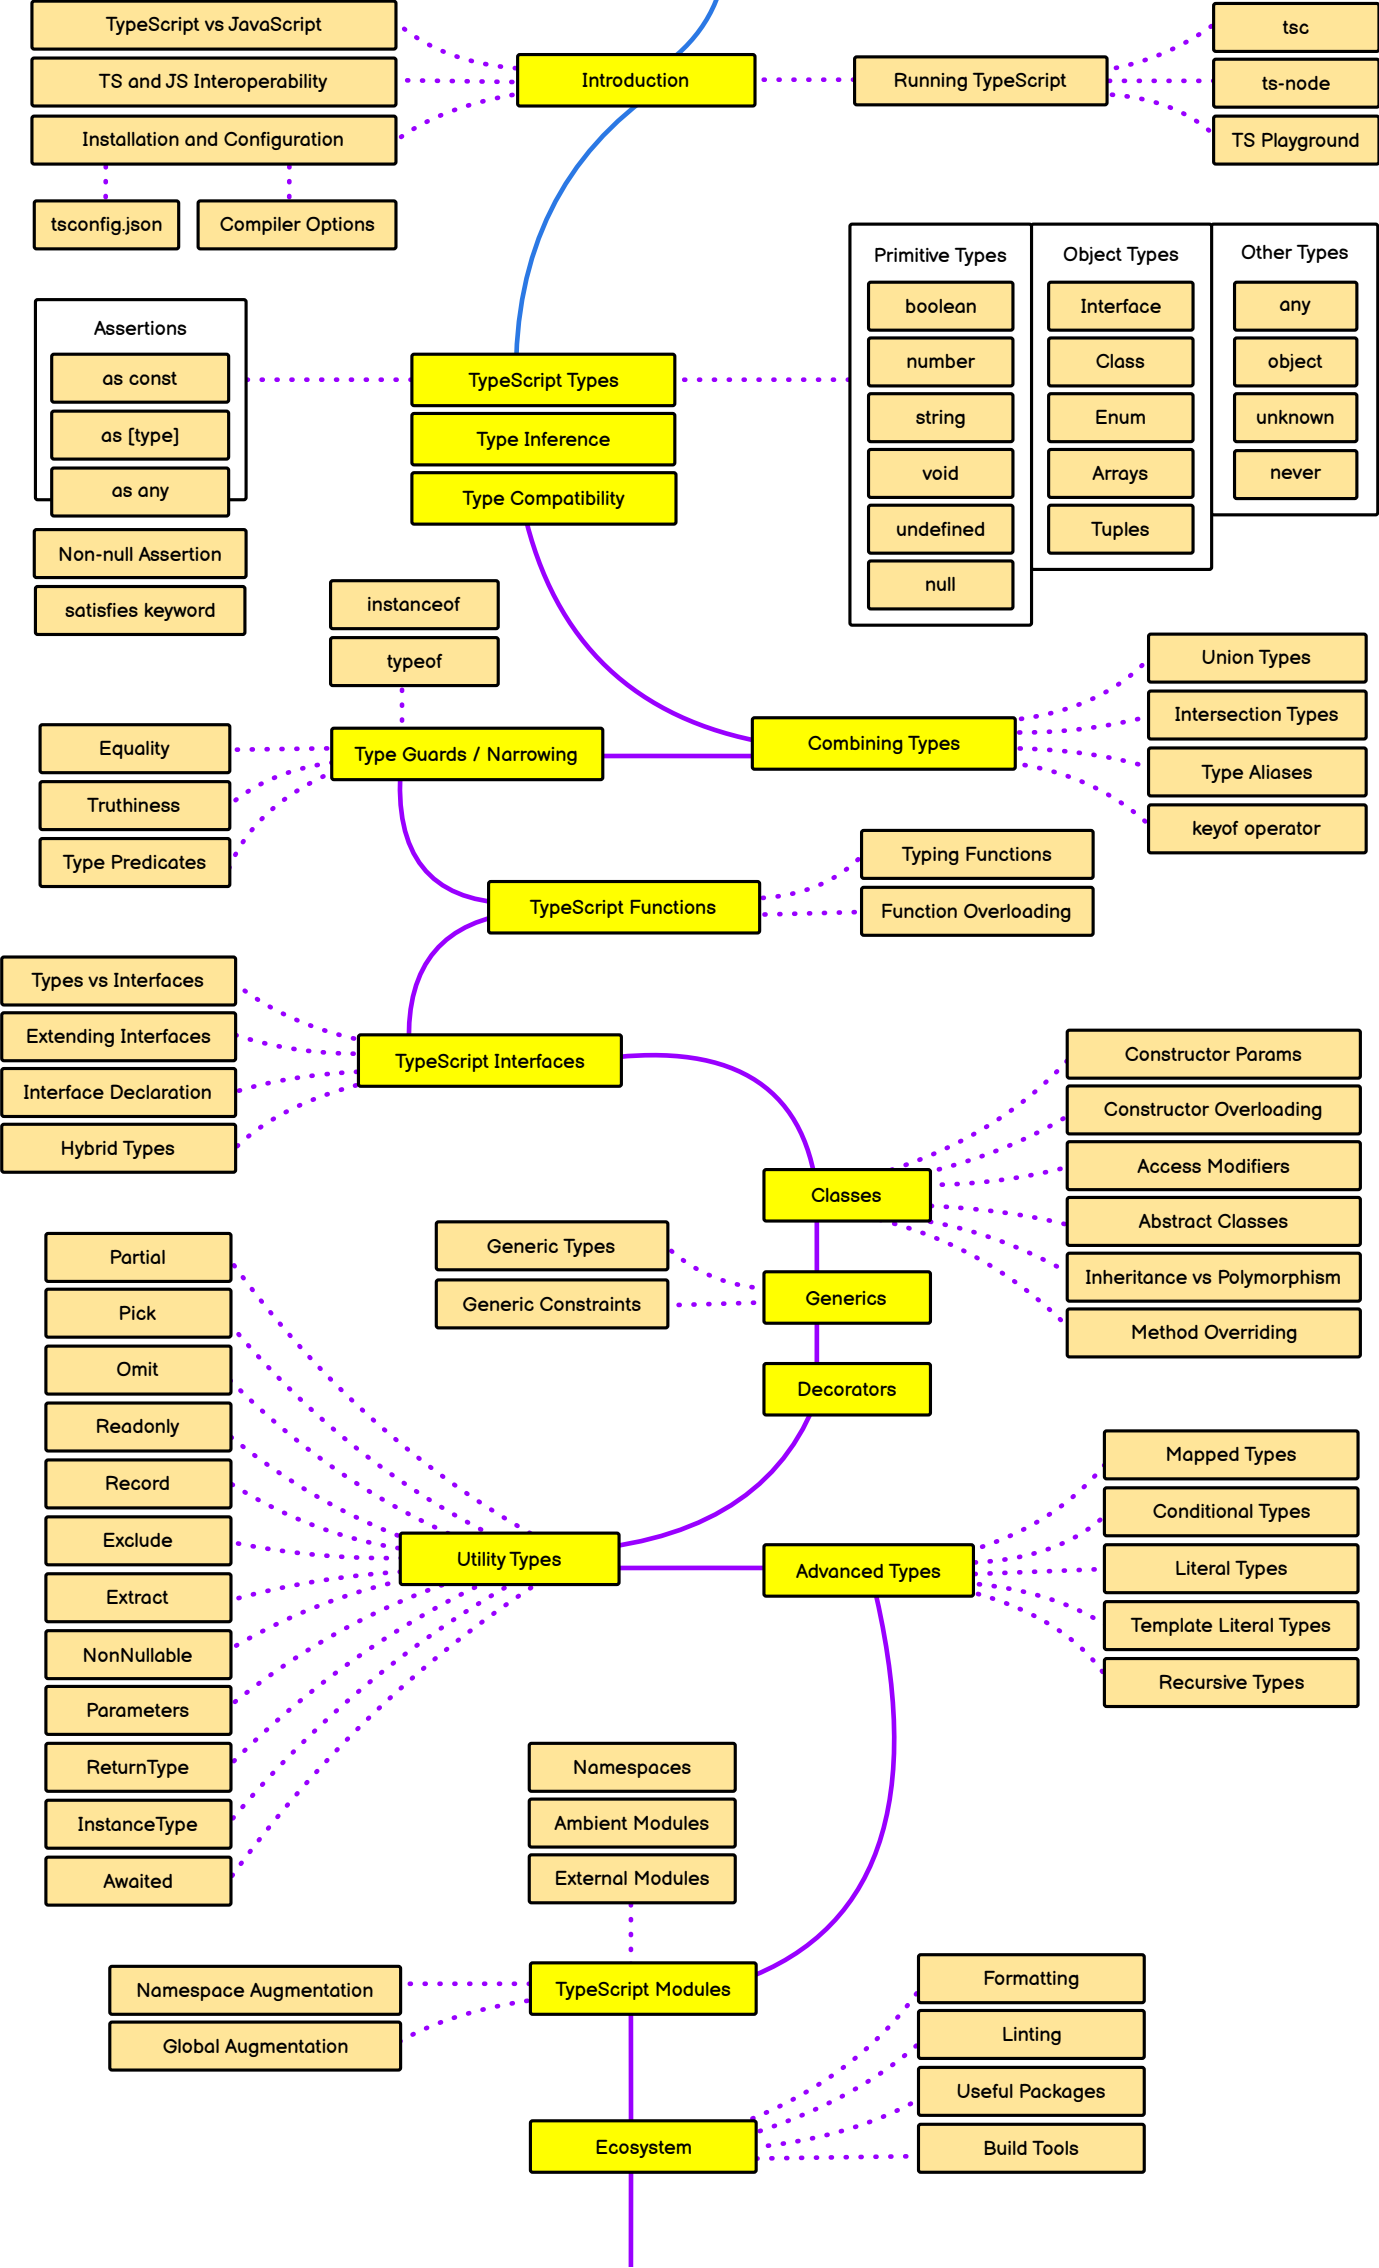 TypeScript vs JavaScript
TS and JS Interoperability
Installation and Configuration
tsconfig.json
Compiler Options
Introduction
Running TypeScript
tsc
ts-node
TS Playground
Assertions
as const
as [type]
as any
Non-null Assertion
satisfies keyword
TypeScript Types
Type Inference
Type Compatibility
Primitive Types
boolean
number
string
void
undefined
null
Object Types
Interface
Class
Enum
Arrays
Tuples
Other Types
any
object
unknown
never
instanceof
typeof
Equality
Truthiness
Type Predicates
Type Guards / Narrowing
Combining Types
Union Types
Intersection Types
Type Aliases
keyof operator
TypeScript Functions
Typing Functions
Function Overloading
Types vs Interfaces
Extending Interfaces
Interface Declaration
Hybrid Types
TypeScript Interfaces
Classes
Constructor Params
Constructor Overloading
Access Modifiers
Abstract Classes
Inheritance vs Polymorphism
Method Overriding
Generic Types
Generic Constraints
Generics
Decorators
Partial
Pick
Omit
Readonly
Record
Exclude
Extract
NonNullable
Parameters
ReturnType
InstanceType
Awaited
Utility Types
Advanced Types
Mapped Types
Conditional Types
Literal Types
Template Literal Types
Recursive Types
Namespaces
Ambient Modules
External Modules
Namespace Augmentation
Global Augmentation
TypeScript Modules
Formatting
Linting
Useful Packages
Build Tools
Ecosystem